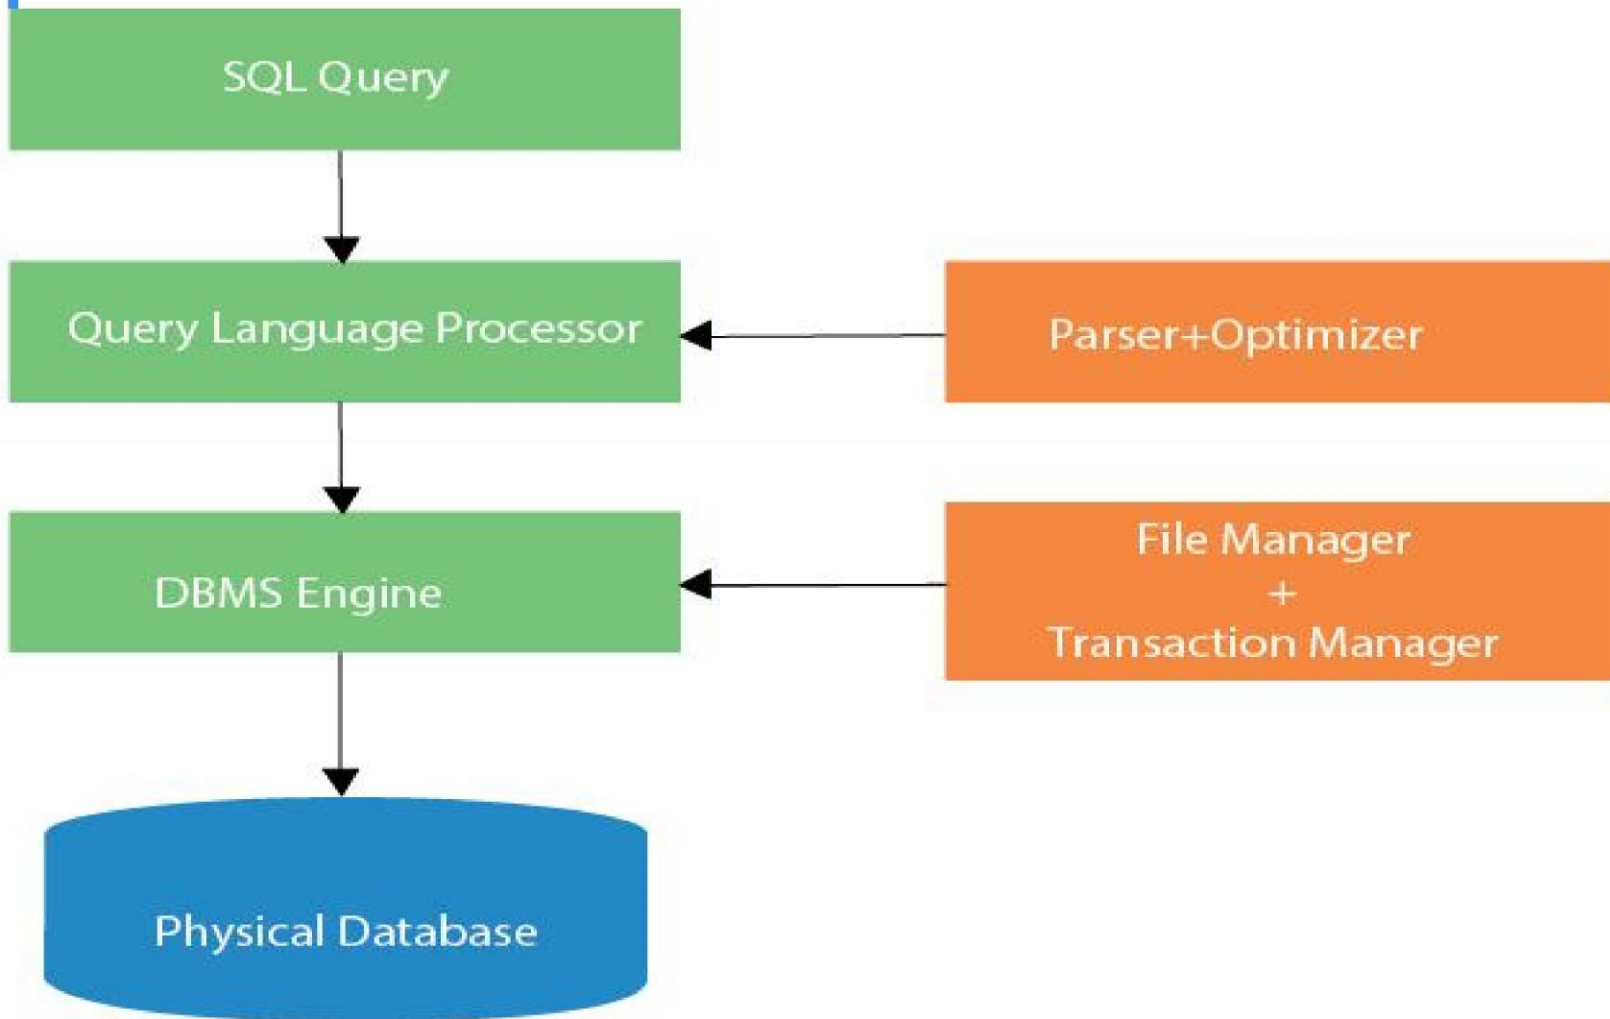 SQL Query
Query Language Processor
Parser+Optimizer
DBMS Engine
File Manager
+
Transaction Manager
Physical Database